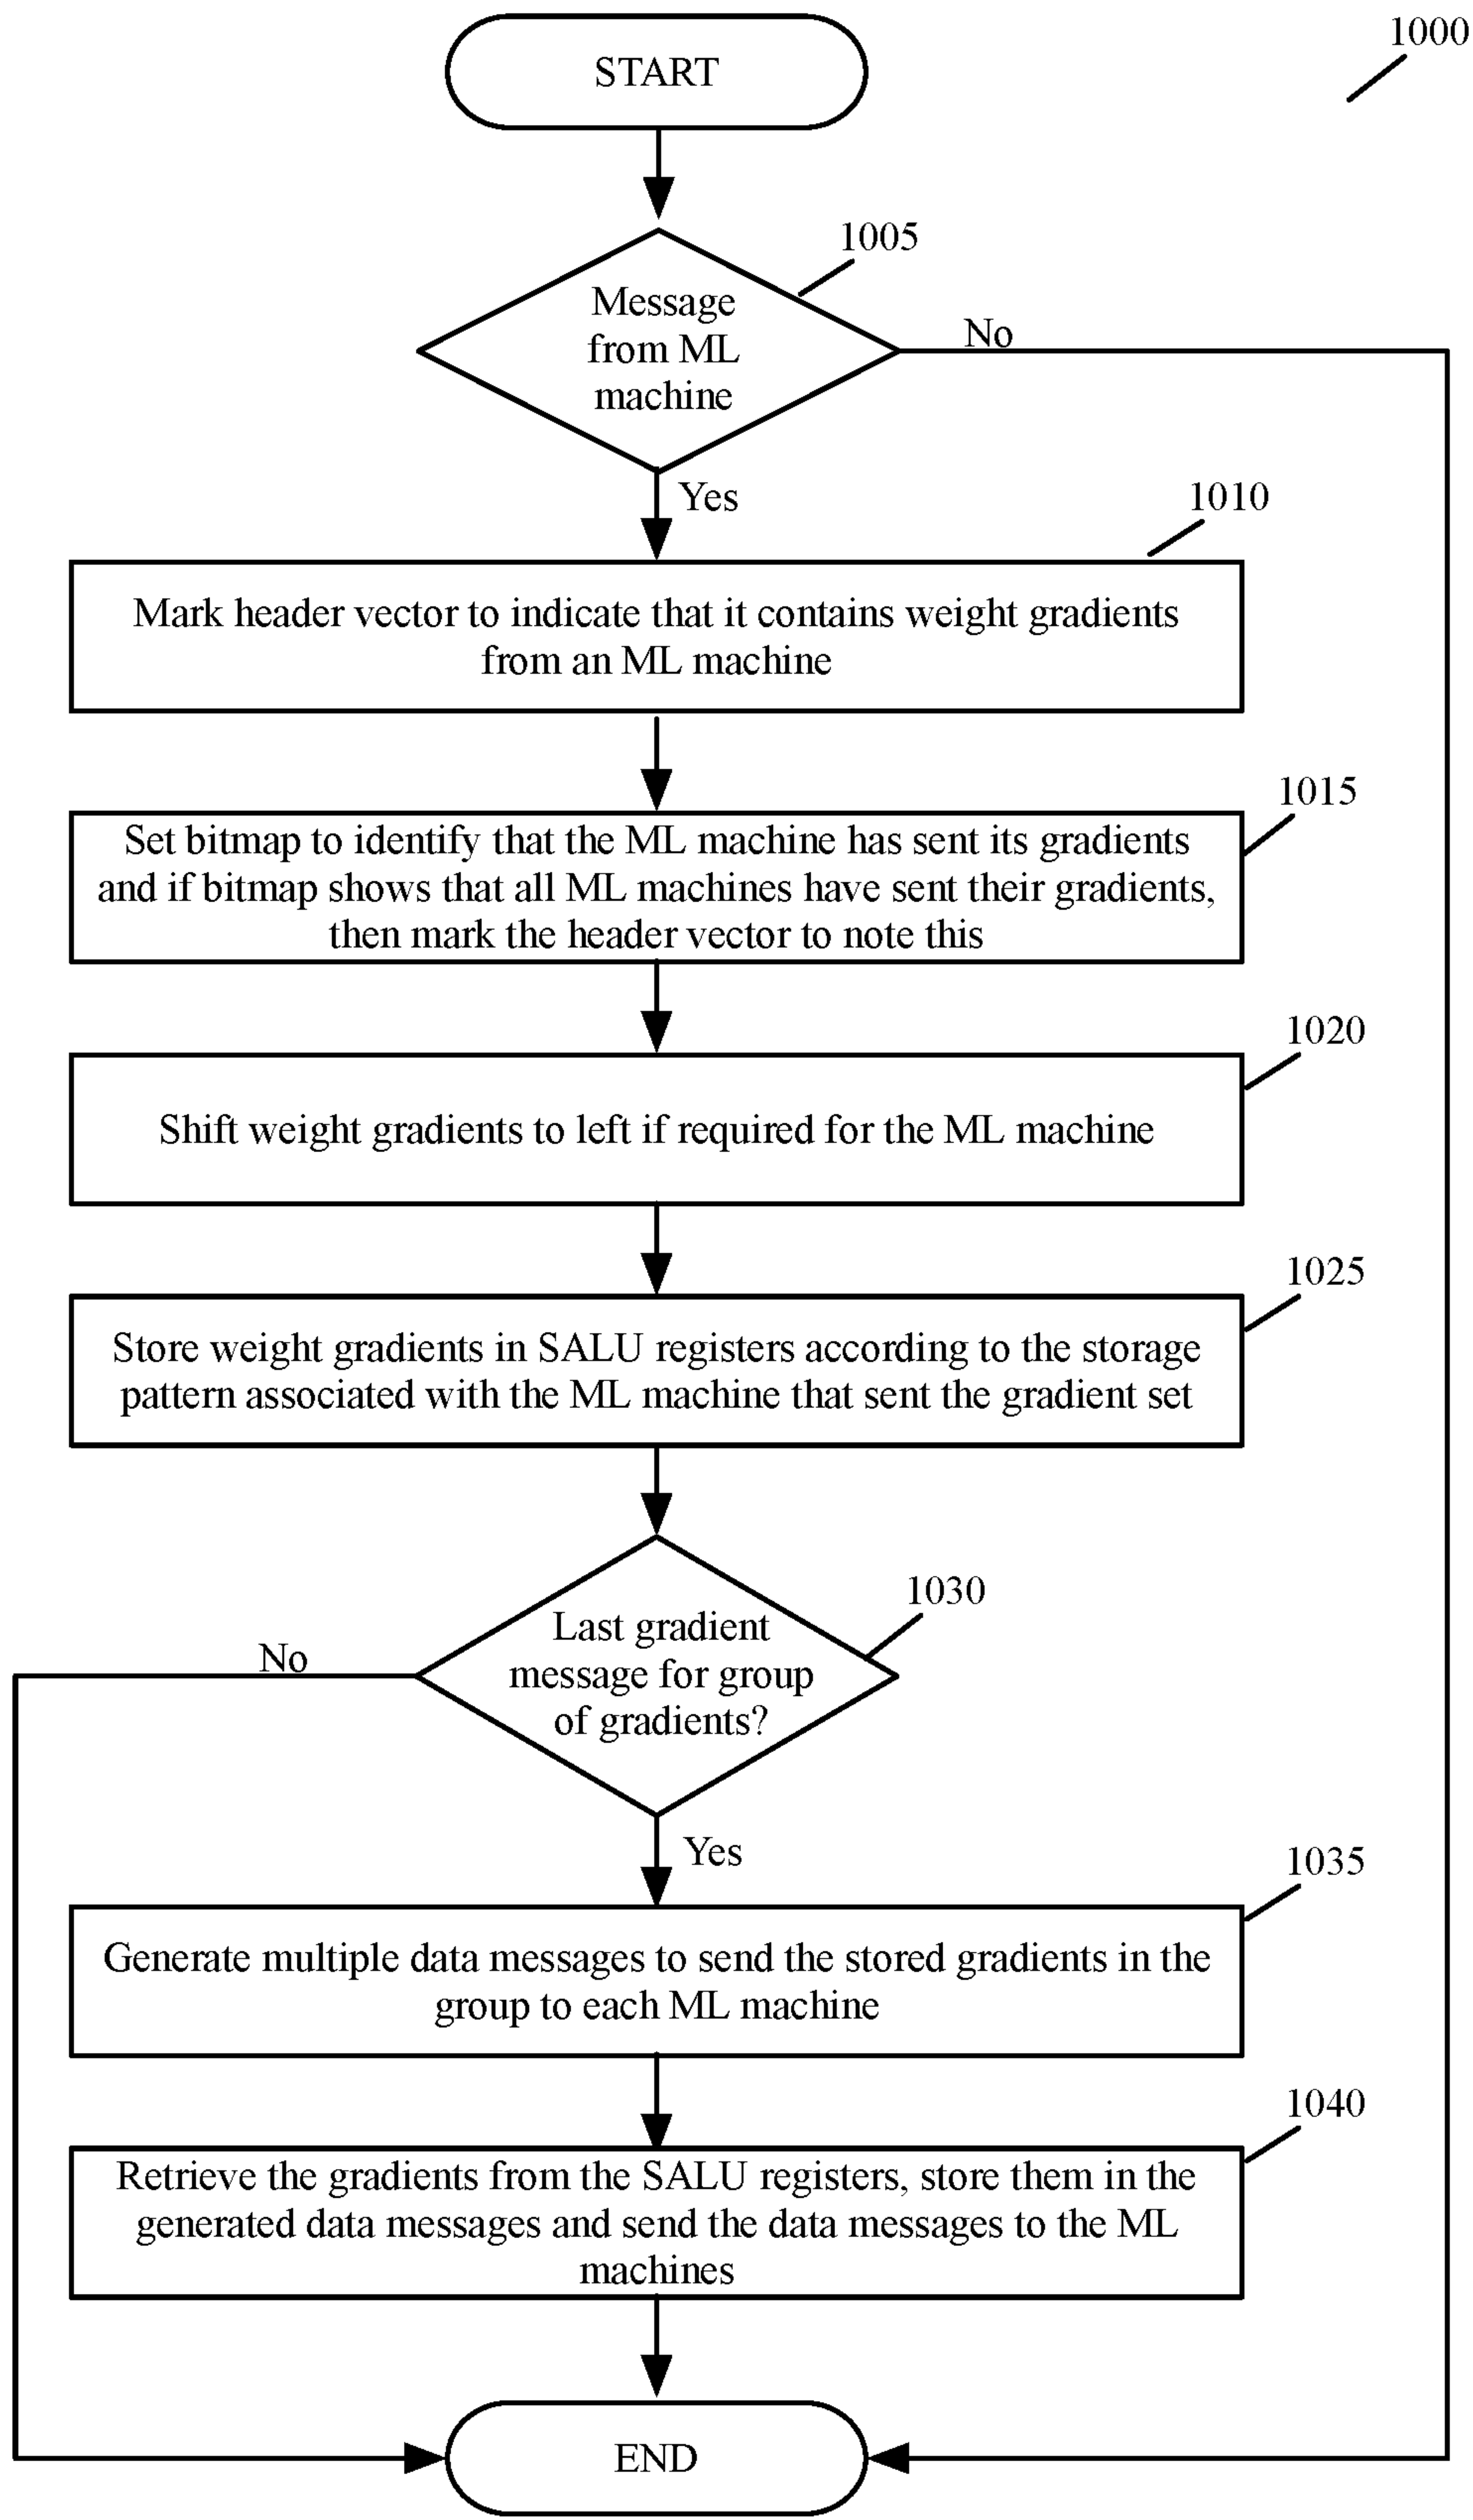 START
1000
1005
Message
from ML
machine
No
Yes
1010
Mark header vector to indicate that it contains weight gradients
from an ML machine
1015
Set bitmap to identify that the ML machine has sent its gradients
and if bitmap shows that all ML machines have sent their gradients,
then mark the header vector to note this
1020
Shift weight gradients to left if required for the ML machine
1025
Store weight gradients in SALU registers according to the storage
pattern associated with the ML machine that sent the gradient set
1030
Last gradient
message for group
of gradients?
No
Yes
1035
Generate multiple data messages to send the stored gradients in the
group to each ML machine
1040
Retrieve the gradients from the SALU registers, store them in the
generated data messages and send the data messages to the ML
machines
END